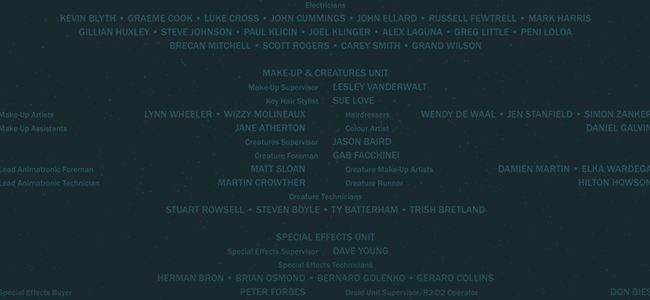 Electricians
KEVIN BLYTH • GRAEME COOK • LUKE CROSS • JOHN CUMMINGS • JOHN ELLARD • RUSSELL FEWTRELL • MARK HARRIS
GILLIAN HUXLEY • STEVE JOHNSON • PAUL KLICIN • JOEL KLINGER • ALEX LAGUNA • GREG LITTLE • PENI LOLOA
BRECAN MITCHELL • SCOTT ROGERS • CAREY SMITH • GRAND WILSON
MAKE-UP & CREATURES UNIT
Make-Up Supervisor LESLEY VANDERWALT
Key Hair Stylist SUE LOVE
Make-Up Artists LYNN WHEELER • WIZZY MOLINEAUX Hairdressers WENDY DE WAAL • JEN STANFIELD • SIMON ZANKER
Make-Up Assistants JANE ATHERTON Colour Artist DANIEL GALVIN
Creatures Supervisor JASON BAIRD
Creature Foreman GAB FACCHINEI
Lead Animatronic Foreman MATT SLOAN Creature Make-Up Artists DAMIEN MARTIN • ELKA WARDEGA
Lead Animatronic Technician MARTIN CROWTHER Creature Runner HILTON HOWSON
Creature Technicians
STUART ROWSELL • STEVEN BOYLE • TY BATTERHAM • TRISH BRETLAND
SPECIAL EFFECTS UNIT
Special Effects Supervisor DAVE YOUNG
Special Effects Technicians
HERMAN BRON • BRIAN OSMOND • BERNARD GOLENKO • GERARD COLLINS
Special Effects Buyer PETER FORBES Droid Unit Supervisor/R2-D2 Operator DON BIES